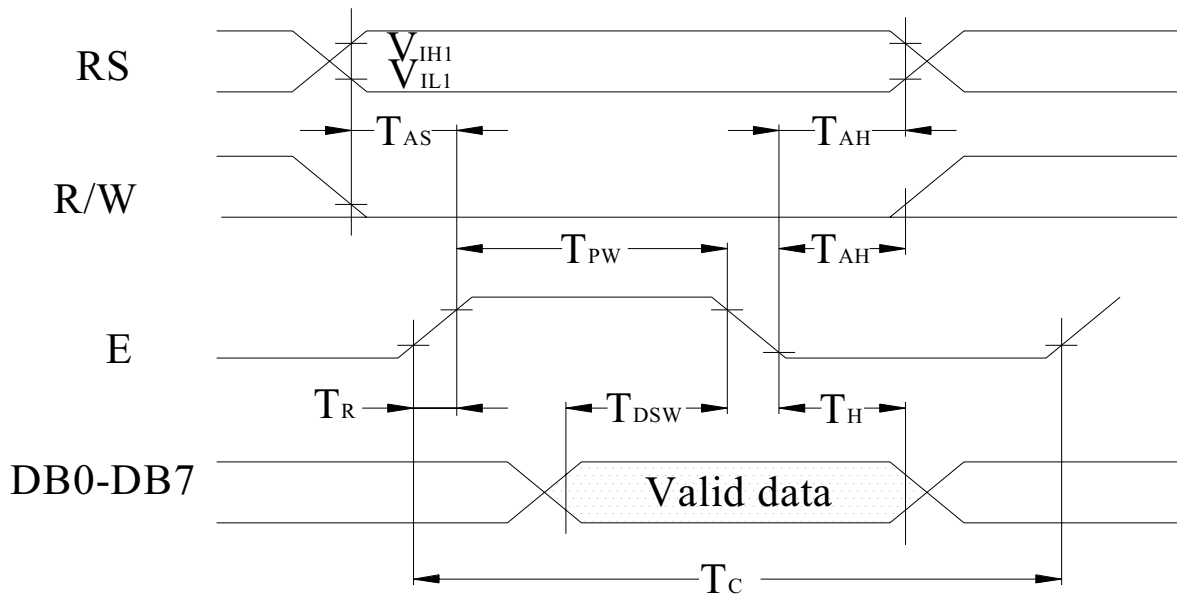 RS
VIH1
VIL1
TAS
TAH
R/W
TPW
TAH
E
TR
TDSW
TH
DB0-DB7
Valid data
TC